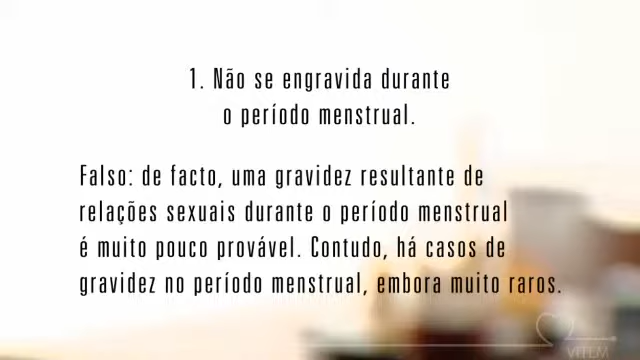 1. Não se engravida durante
o período menstrual.
Falso: de facto, uma gravidez resultante de
relações sexuais durante o período menstrual
é muito pouco provável. Contudo, há casos de
gravidez no período menstrual, embora muito raros.
VITEM